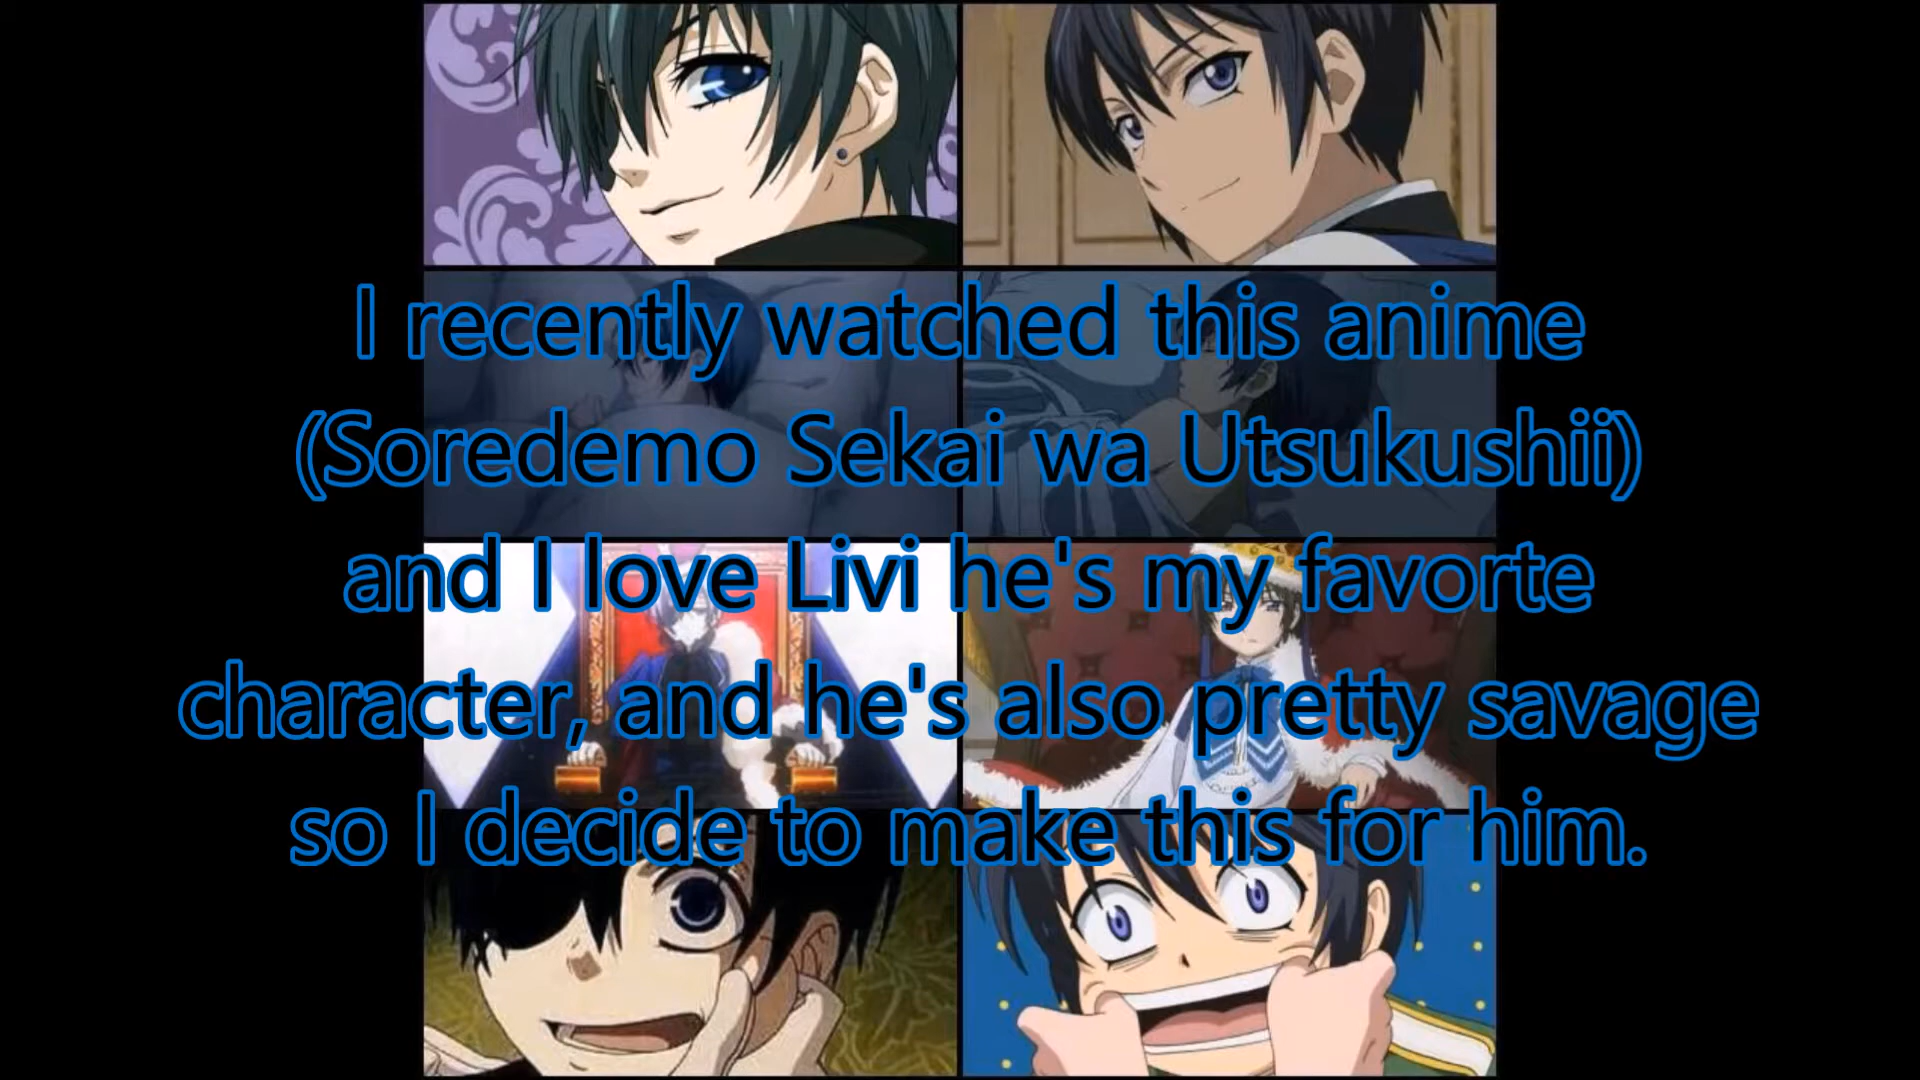 I recently watched this anime
(Soredemo Sekai wa Utsukushii)
and I love Livi he's my favorte
character, and he's also pretty savage
so I decide to make this for him.